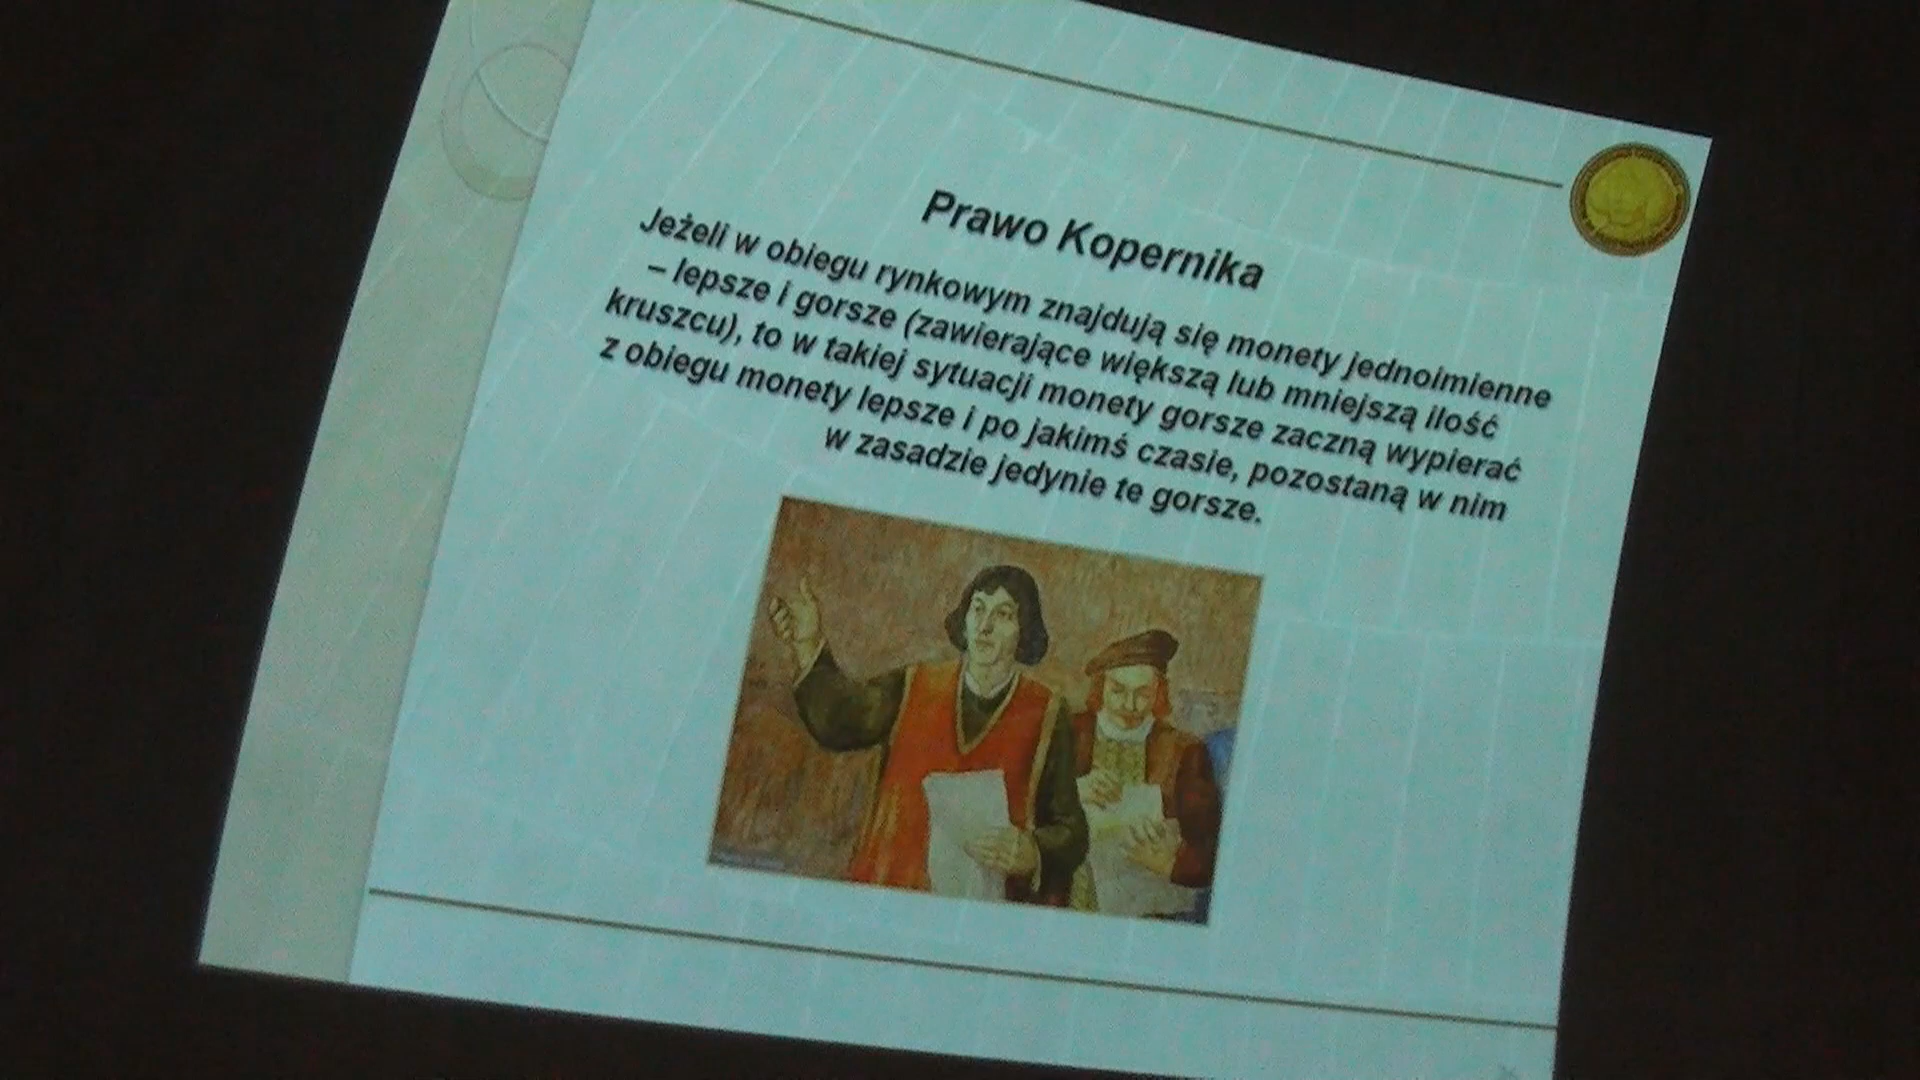 Prawo Kopernika
Jeżeli w obiegu rynkowym znajdują się monety jednoimienne
– lepsze i gorsze (zawierające większą lub mniejszą ilość
kruszcu), to w takiej sytuacji monety gorsze zaczną wypierać
z obiegu monety lepsze i po jakimś czasie, pozostaną w nim
w zasadzie jedynie te gorsze.